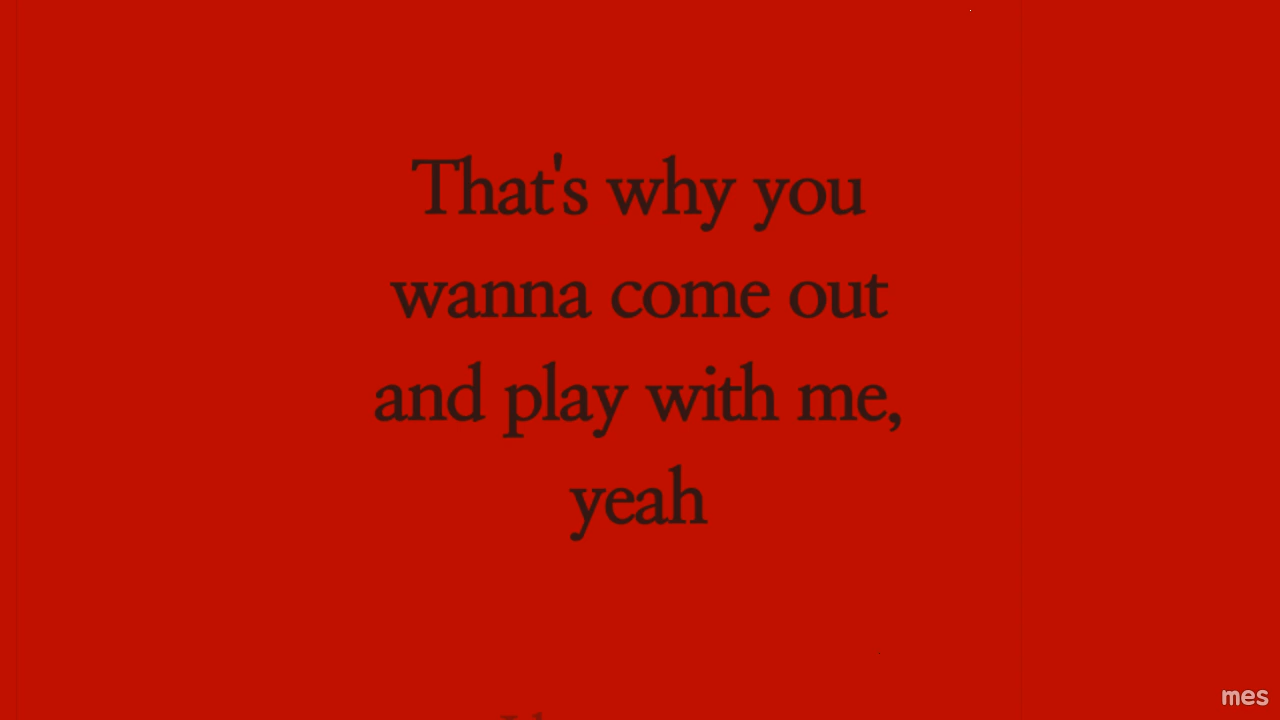 That's why you
wanna come out
and play with me,
yeah
mes